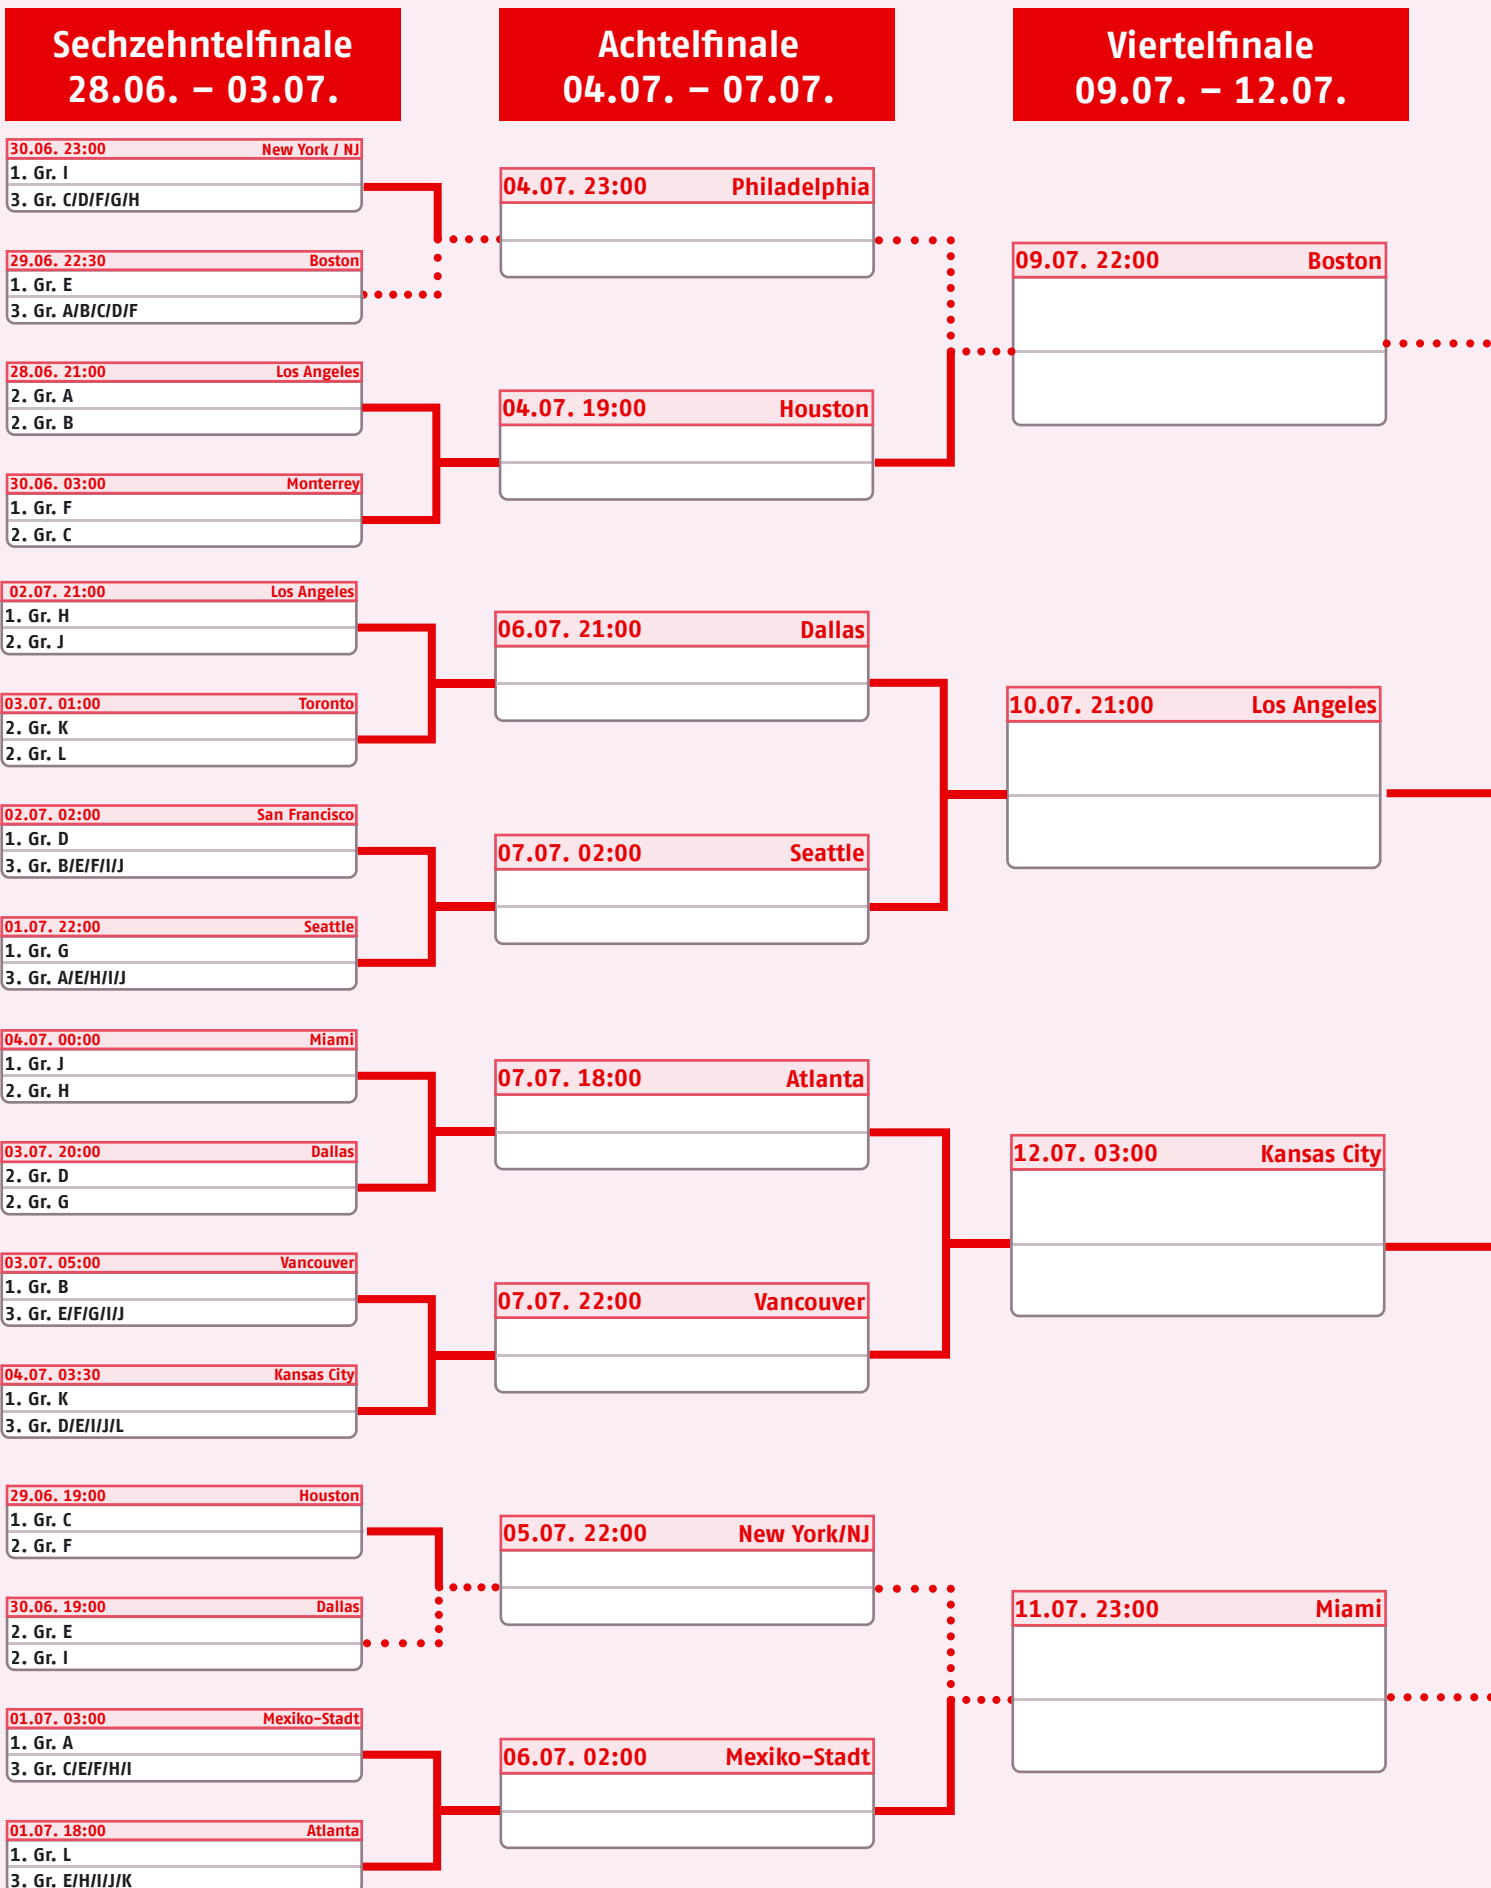 Sechzehntelfinale
28.06. – 03.07.
30.06. 23:00 New York / NJ
1. Gr. I
3. Gr. C/D/F/G/H
29.06. 22:30 Boston
1. Gr. E
3. Gr. A/B/C/D/F
28.06. 21:00 Los Angeles
2. Gr. A
2. Gr. B
30.06. 03:00 Monterrey
1. Gr. F
2. Gr. C
02.07. 21:00 Los Angeles
1. Gr. H
2. Gr. J
03.07. 01:00 Toronto
2. Gr. K
2. Gr. L
02.07. 02:00 San Francisco
1. Gr. D
3. Gr. B/E/F/I/J
01.07. 22:00 Seattle
1. Gr. G
3. Gr. A/E/H/I/J
04.07. 00:00 Miami
1. Gr. J
2. Gr. H
03.07. 20:00 Dallas
2. Gr. D
2. Gr. G
03.07. 05:00 Vancouver
1. Gr. B
3. Gr. E/F/G/I/J
04.07. 03:30 Kansas City
1. Gr. K
3. Gr. D/E/I/J/L
29.06. 19:00 Houston
1. Gr. C
2. Gr. F
30.06. 19:00 Dallas
2. Gr. E
2. Gr. I
01.07. 03:00 Mexiko-Stadt
1. Gr. A
3. Gr. C/E/F/H/I
01.07. 18:00 Atlanta
1. Gr. L
3. Gr. E/H/I/J/K
Achtelfinale
04.07. – 07.07.
04.07. 23:00 Philadelphia
04.07. 19:00 Houston
06.07. 21:00 Dallas
07.07. 02:00 Seattle
07.07. 18:00 Atlanta
07.07. 22:00 Vancouver
05.07. 22:00 New York/NJ
06.07. 02:00 Mexiko-Stadt
Viertelfinale
09.07. – 12.07.
09.07. 22:00 Boston
10.07. 21:00 Los Angeles
12.07. 03:00 Kansas City
11.07. 23:00 Miami